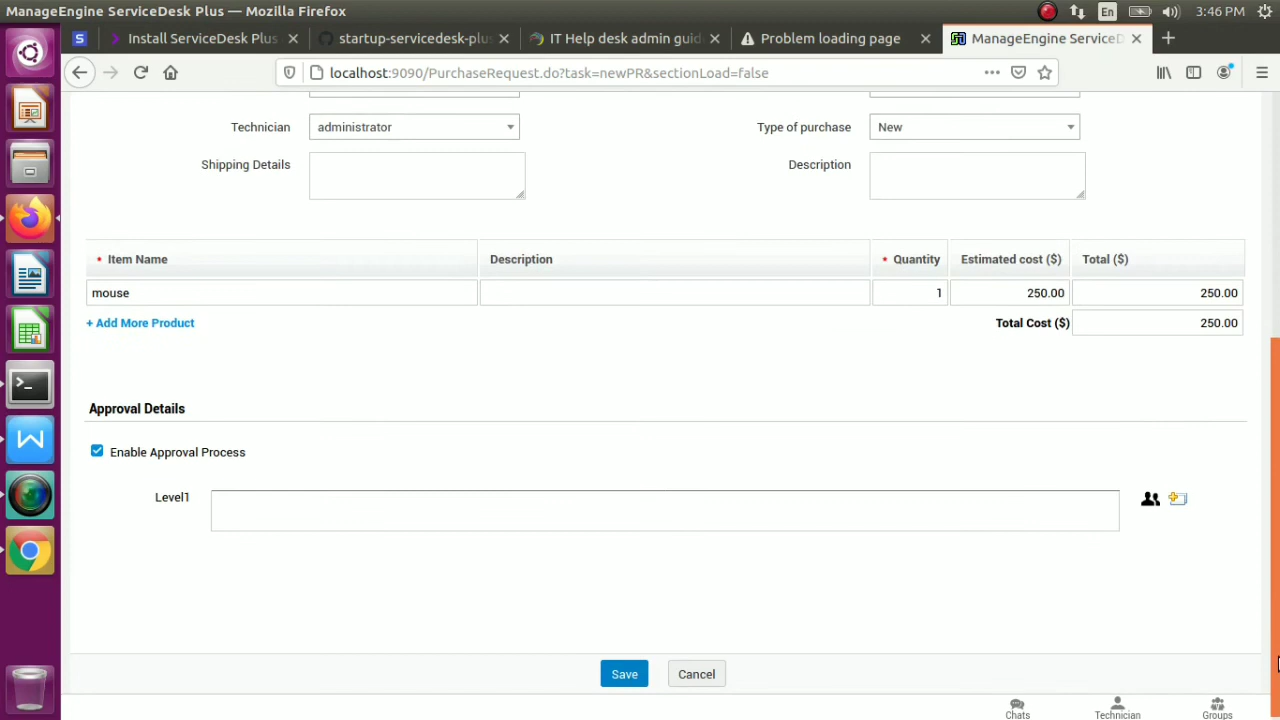 ManageEngine ServiceDesk Plus — Mozilla Firefox
En
3:46 PM
S
Install ServiceDesk Plus
startup-servicedesk-plu
IT Help desk admin guid
Problem loading page
ManageEngine ServiceD
localhost:9090/PurchaseRequest.do?task=newPR&sectionLoad=false
Technician
administrator
Type of purchase
New
Shipping Details
Description
* Item Name
Description
* Quantity
Estimated cost ($)
Total ($)
mouse
1
250.00
250.00
+ Add More Product
Total Cost ($)
250.00
Approval Details
Enable Approval Process
Level1
Save
Cancel
Chats
Technician
Groups